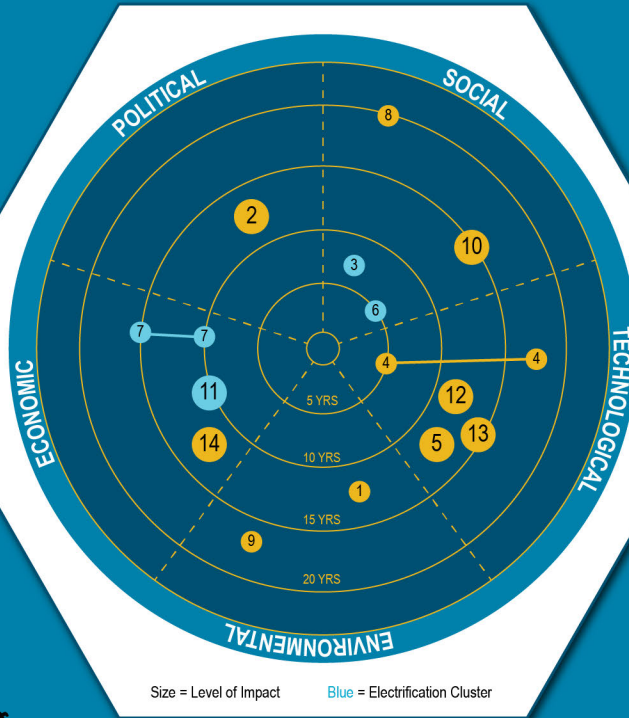 POLITICAL
SOCIAL
8
2
10
3
6
7
7
4
4
ECONOMIC
TECHNOLOGICAL
11
12
5 YRS
14
5
13
10 YRS
1
15 YRS
9
20 YRS
ENVIRONMENTAL
Size = Level of Impact
Blue = Electrification Cluster